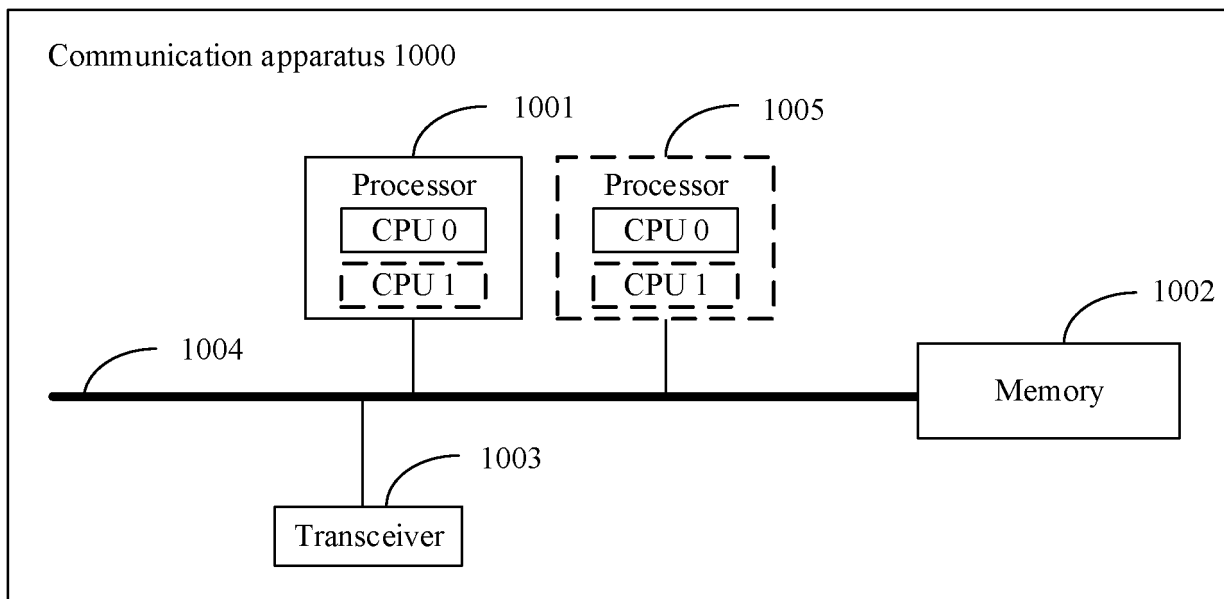 Communication apparatus 1000
1001
1005
Processor
CPU 0
CPU 1
Processor
CPU 0
CPU 1
1002
1004
Memory
1003
Transceiver